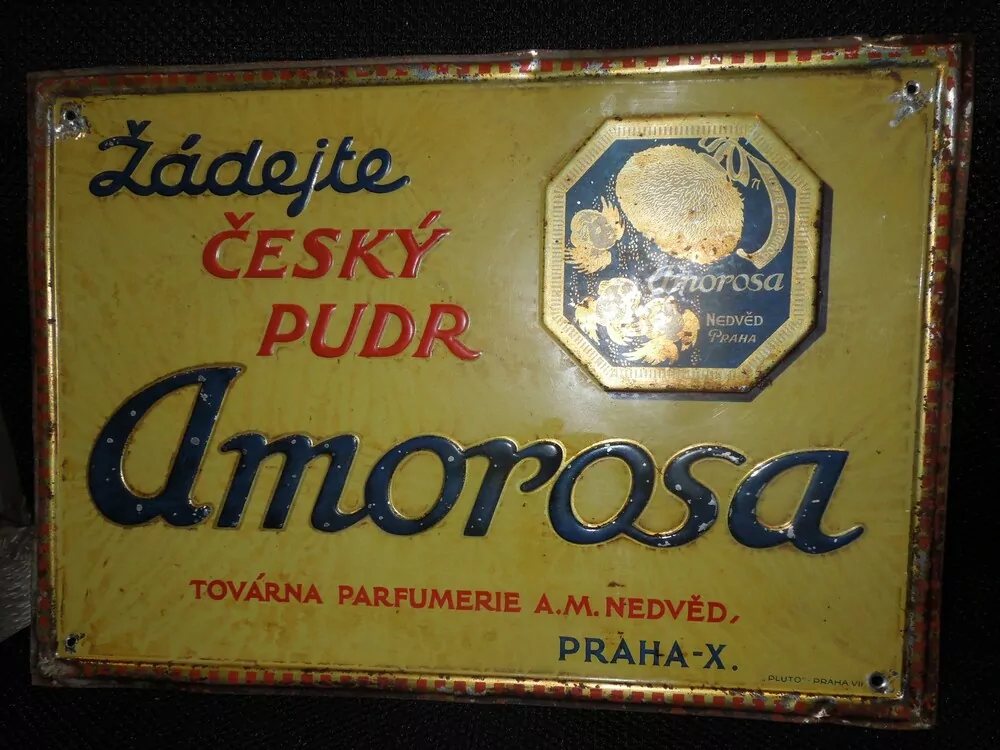 Žádejte
ČESKÝ
PUDR
Amorosa
Amorosa
NEDVĚD
PRAHA
TOVÁRNA PARFUMERIE A.M. NEDVĚD,
PRAHA-X.
„PLUTO“ - PRAHA VII